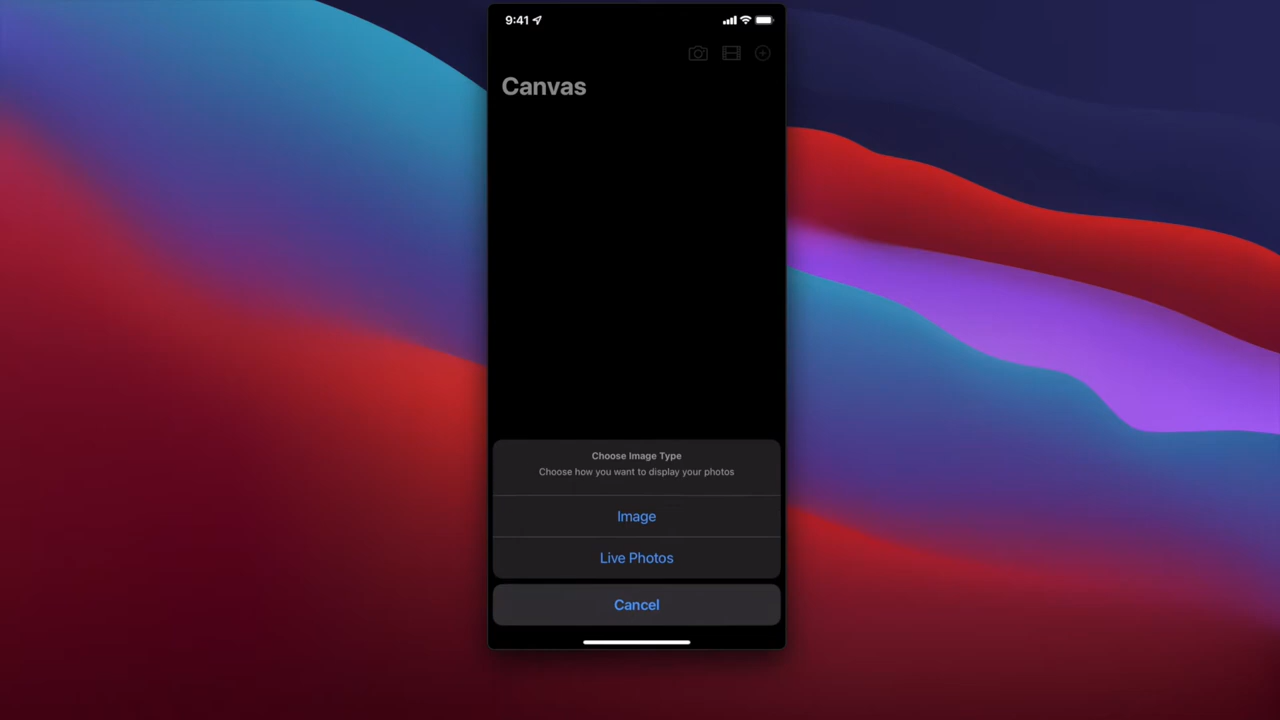 9:41
Canvas
Choose Image Type
Choose how you want to display your photos
Image
Live Photos
Cancel